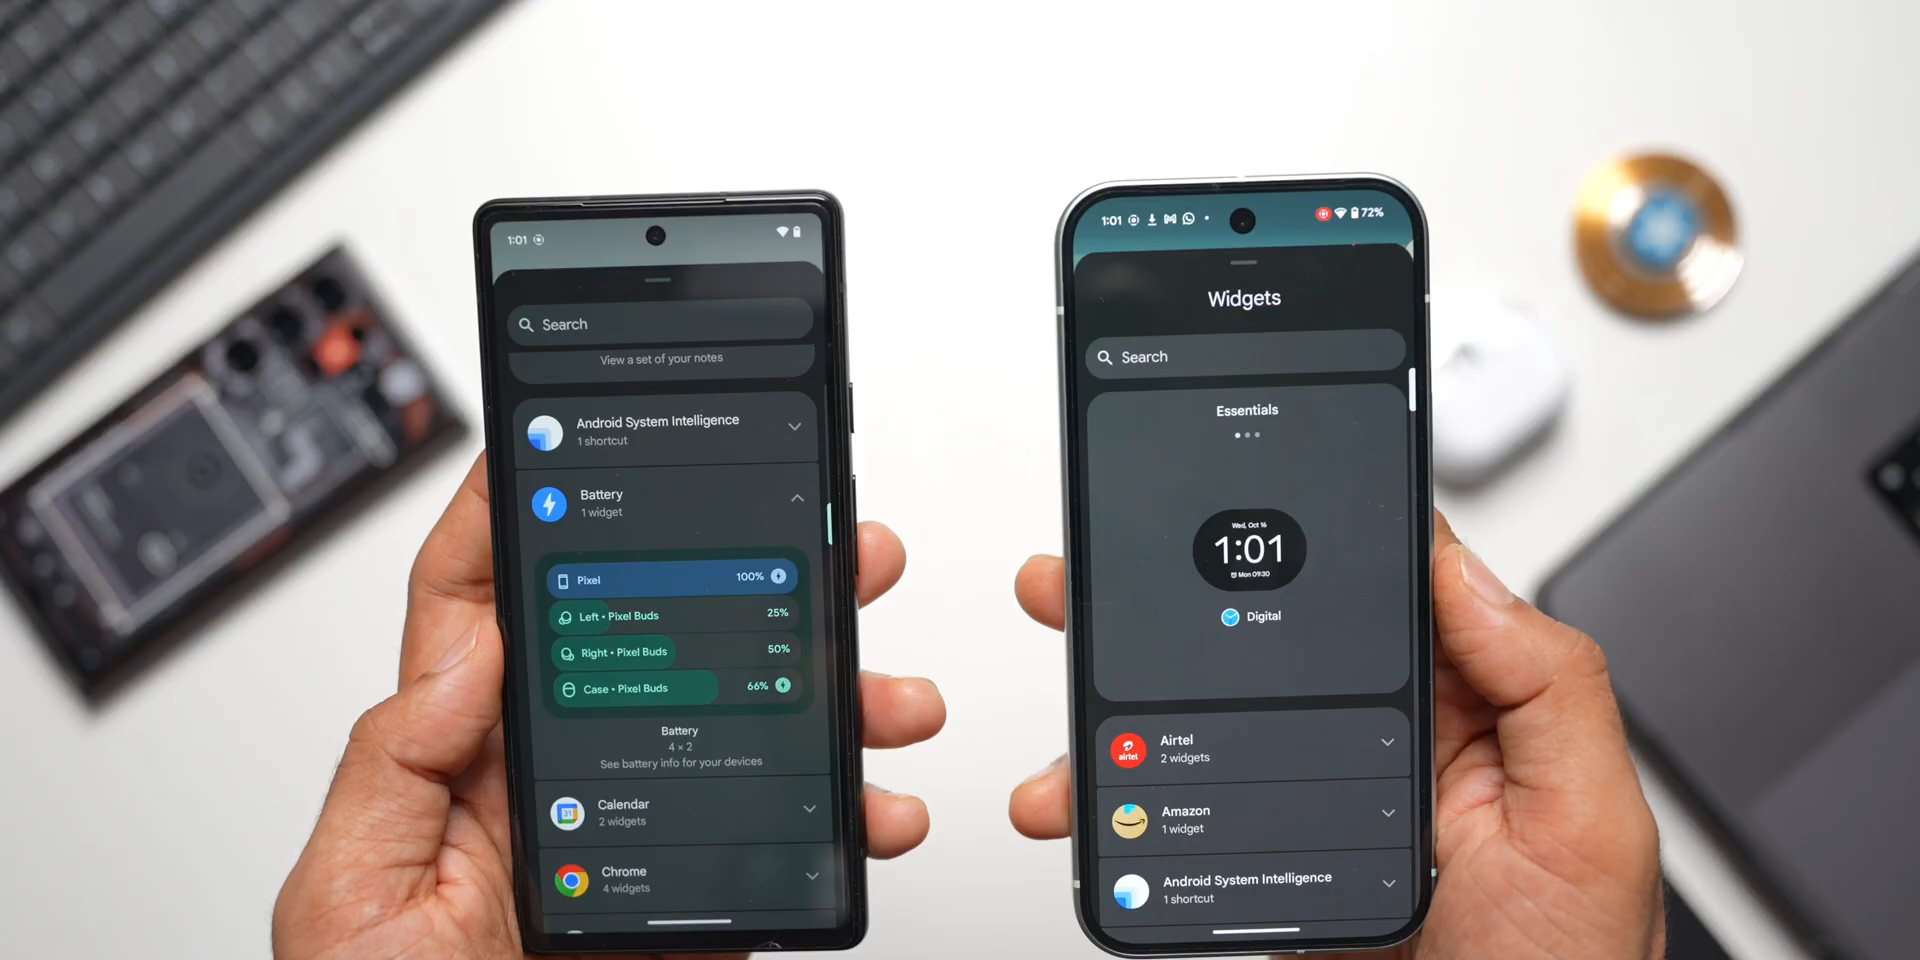 1:01
Search
View a set of your notes
Android System Intelligence
1 shortcut
Battery
1 widget
Pixel 100%
Left • Pixel Buds 25%
Right • Pixel Buds 50%
Case • Pixel Buds 66%
Battery
4 × 2
See battery info for your devices
Calendar
2 widgets
31
Chrome
4 widgets
1:01 72%
Widgets
Search
Essentials
Wed, Oct 16
1:01
Mon 09:30
Digital
Airtel
2 widgets
airtel
Amazon
1 widget
Android System Intelligence
1 shortcut